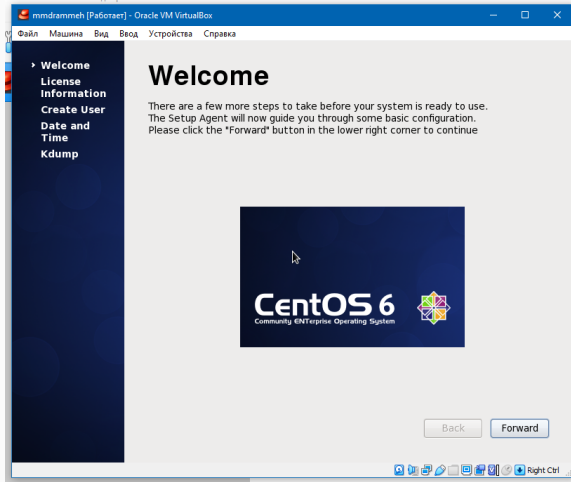 mmdrammeh [Работает] - Oracle VM VirtualBox
Файл Машина Вид Ввод Устройства Справка
Welcome
License
Information
Create User
Date and
Time
Kdump
Welcome
There are a few more steps to take before your system is ready to use.
The Setup Agent will now guide you through some basic configuration.
Please click the "Forward" button in the lower right corner to continue
CentOS 6
Community ENTerprise Operating System
Back Forward
Right Ctrl